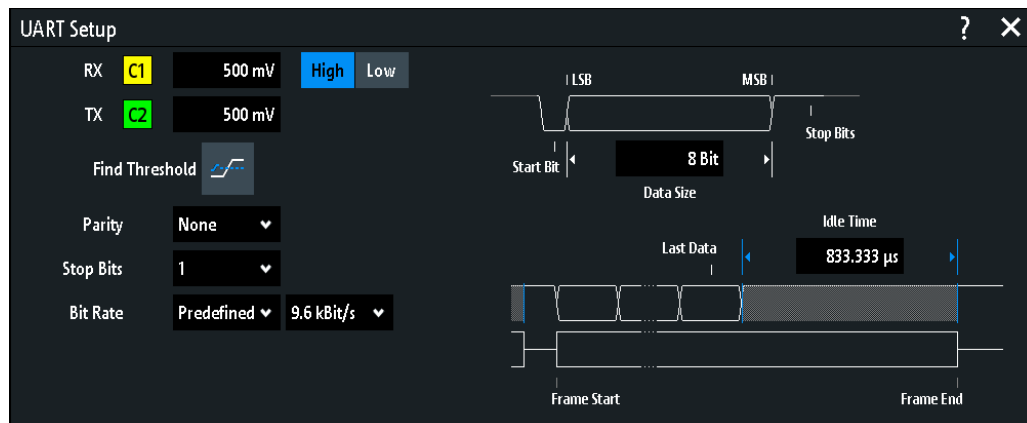 UART Setup ? ✕
RX C1 500 mV High Low
TX C2 500 mV
Find Threshold
Parity None
Stop Bits 1
Bit Rate Predefined 9.6 kBit/s
LSB MSB
Stop Bits
Start Bit 8 Bit
Data Size
Idle Time
Last Data 833.333 µs
Frame Start Frame End